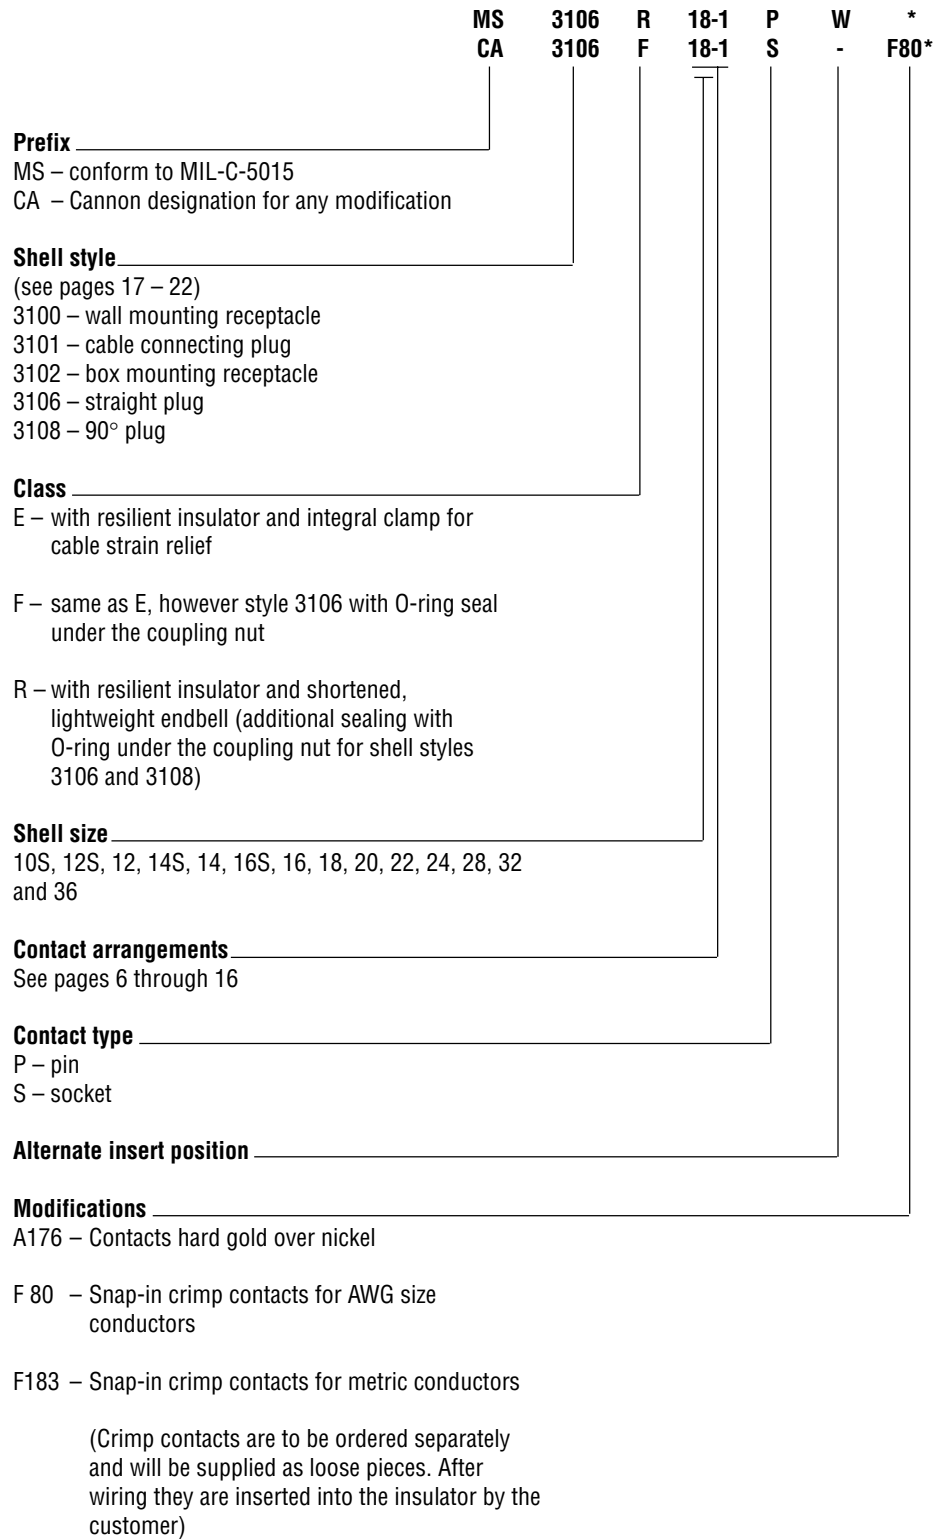 MS 3106 R 18-1 P W *
CA 3106 F 18-1 S - F80*
Prefix
MS – conform to MIL-C-5015
CA – Cannon designation for any modification
Shell style
(see pages 17 – 22)
3100 – wall mounting receptacle
3101 – cable connecting plug
3102 – box mounting receptacle
3106 – straight plug
3108 – 90° plug
Class
E – with resilient insulator and integral clamp for
cable strain relief
F – same as E, however style 3106 with O-ring seal
under the coupling nut
R – with resilient insulator and shortened,
lightweight endbell (additional sealing with
O-ring under the coupling nut for shell styles
3106 and 3108)
Shell size
10S, 12S, 12, 14S, 14, 16S, 16, 18, 20, 22, 24, 28, 32
and 36
Contact arrangements
See pages 6 through 16
Contact type
P – pin
S – socket
Alternate insert position
Modifications
A176 – Contacts hard gold over nickel
F 80 – Snap-in crimp contacts for AWG size
conductors
F183 – Snap-in crimp contacts for metric conductors
(Crimp contacts are to be ordered separately
and will be supplied as loose pieces. After
wiring they are inserted into the insulator by the
customer)